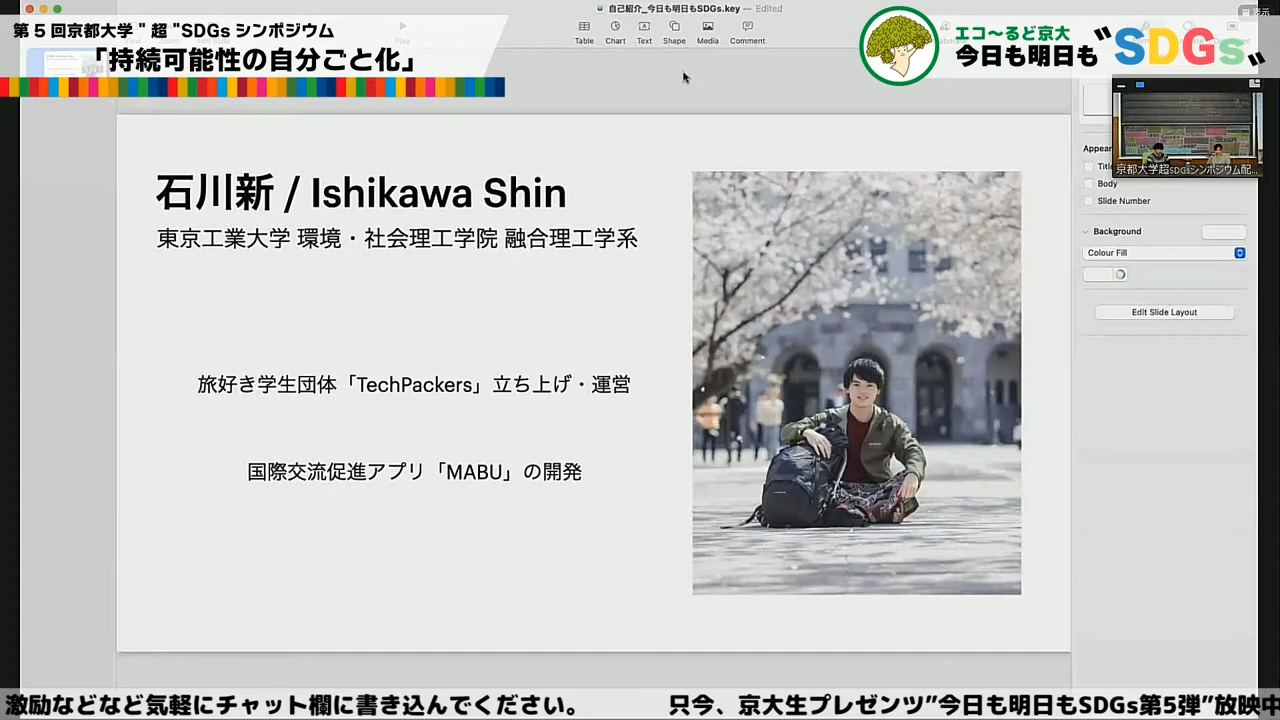 第5回京都大学"超"SDGsシンポジウム
「持続可能性の自分ごと化」
自己紹介_今日も明日もSDGs.key — Edited
Table Chart Text Shape Media Comment
エコ〜るど京大
今日も明日も〝SDGs〟
京都大学超SDGsシンポジウム配...
石川新 / Ishikawa Shin
東京工業大学 環境・社会理工学院 融合理工学系
旅好き学生団体「TechPackers」立ち上げ・運営
国際交流促進アプリ「MABU」の開発
Body
Slide Number
Background
Colour Fill
Edit Slide Layout
激励などなど気軽にチャット欄に書き込んでください。 只今、京大生プレゼンツ"今日も明日もSDGs第5弾"放映中